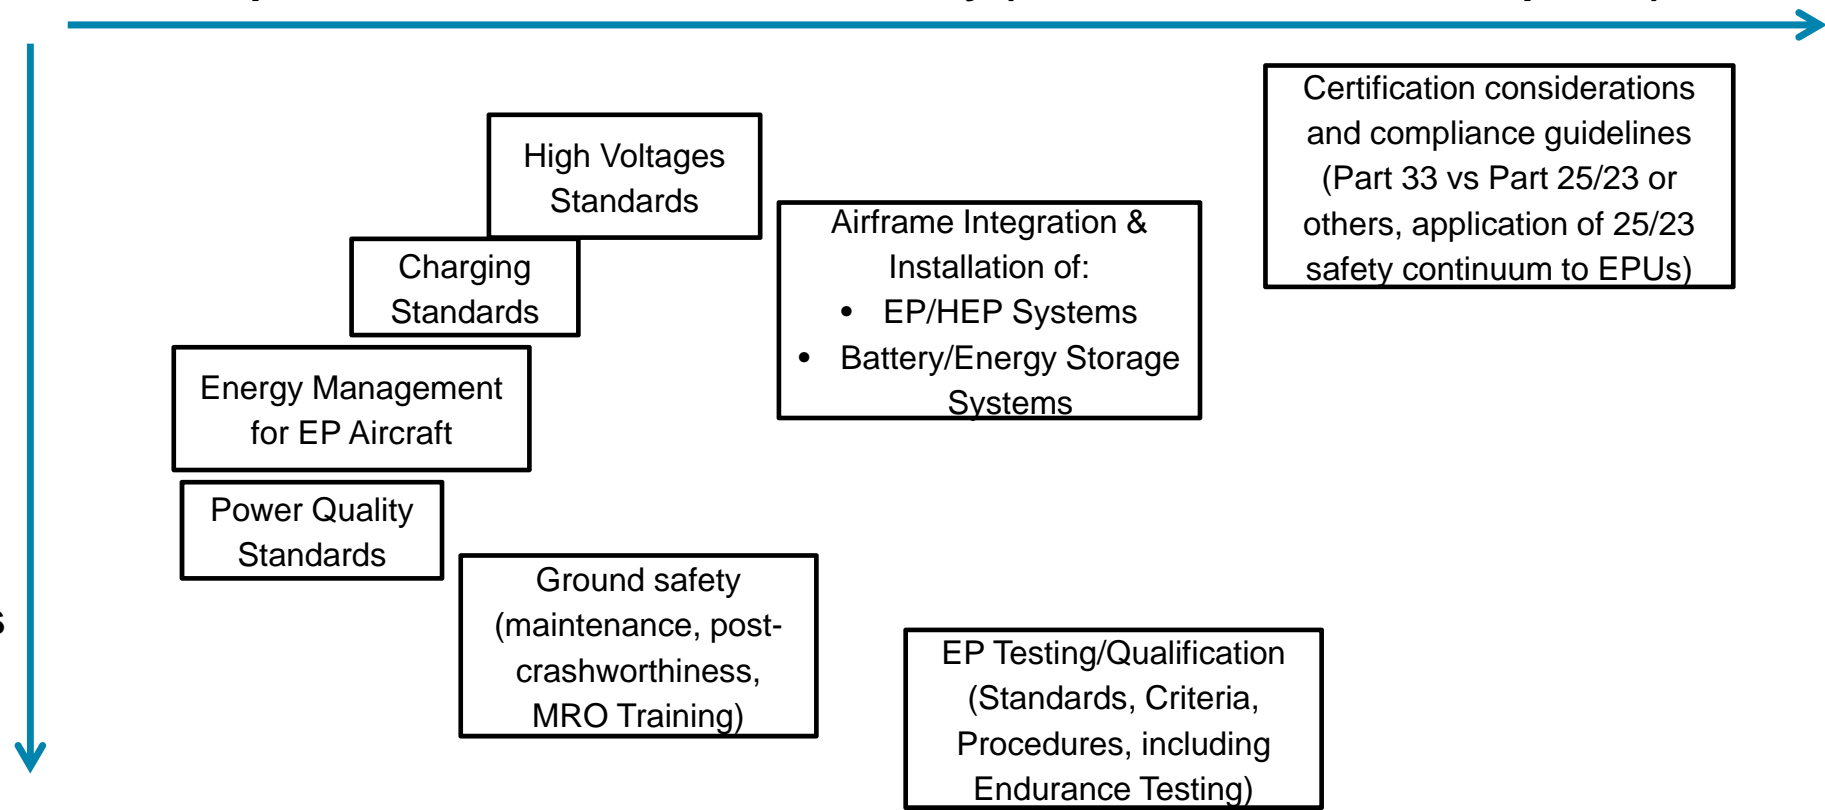 High Voltages
Standards
Charging
Standards
Energy Management
for EP Aircraft
Power Quality
Standards
Ground safety
(maintenance, post-
crashworthiness,
MRO Training)
Airframe Integration &
Installation of:
• EP/HEP Systems
• Battery/Energy Storage
Systems
EP Testing/Qualification
(Standards, Criteria,
Procedures, including
Endurance Testing)
Certification considerations
and compliance guidelines
(Part 33 vs Part 25/23 or
others, application of 25/23
safety continuum to EPUs)